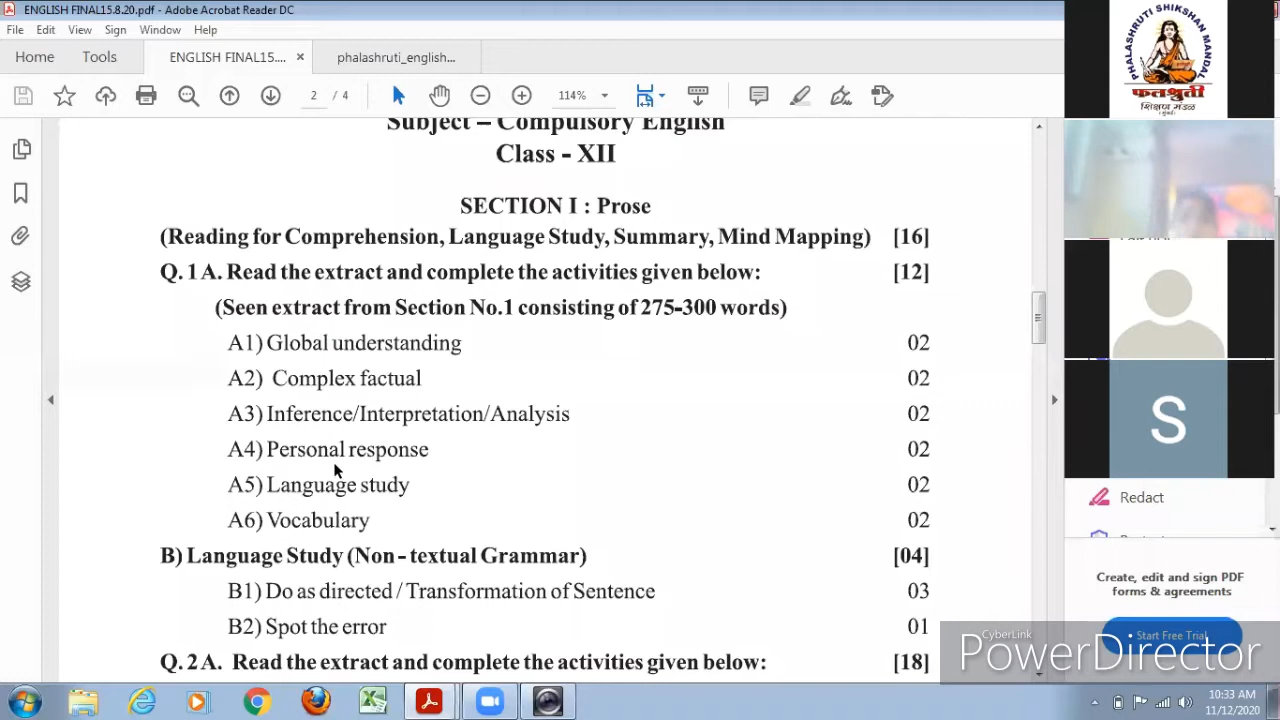 ENGLISH FINAL15.8.20.pdf - Adobe Acrobat Reader DC
File Edit View Sign Window Help
Home Tools ENGLISH FINAL15.... × phalashruti_english...
2 / 4 114%
Subject – Compulsory English
Class - XII
SECTION I : Prose
(Reading for Comprehension, Language Study, Summary, Mind Mapping) [16]
Q. 1 A. Read the extract and complete the activities given below: [12]
(Seen extract from Section No.1 consisting of 275-300 words)
A1) Global understanding 02
A2) Complex factual 02
A3) Inference/Interpretation/Analysis 02
A4) Personal response 02
A5) Language study 02
A6) Vocabulary 02
B) Language Study (Non - textual Grammar) [04]
B1) Do as directed / Transformation of Sentence 03
B2) Spot the error 01
Q. 2 A. Read the extract and complete the activities given below: [18]
PHALASHRUTI SHIKSHAN MANDAL
फलश्रुती
शिक्षण मंडळ
S
Redact
Create, edit and sign PDF
forms & agreements
Start Free Trial
CyberLink
PowerDirector
10:33 AM
11/12/2020